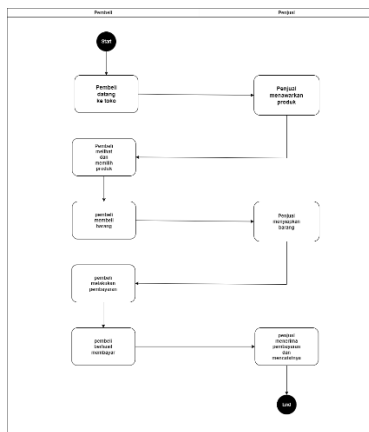 Pembeli
Penjual
Start
Pembeli
datang
ke toko
Penjual
menawarkan
produk
Pembeli
melihat
dan
memilih
produk
pembeli
membeli
barang
Penjual
menyiapkan
barang
pembeli
melakukan
pembayaran
pembeli
berhasil
membayar
penjual
menerima
pembayaran
dan
mencatatnya
End